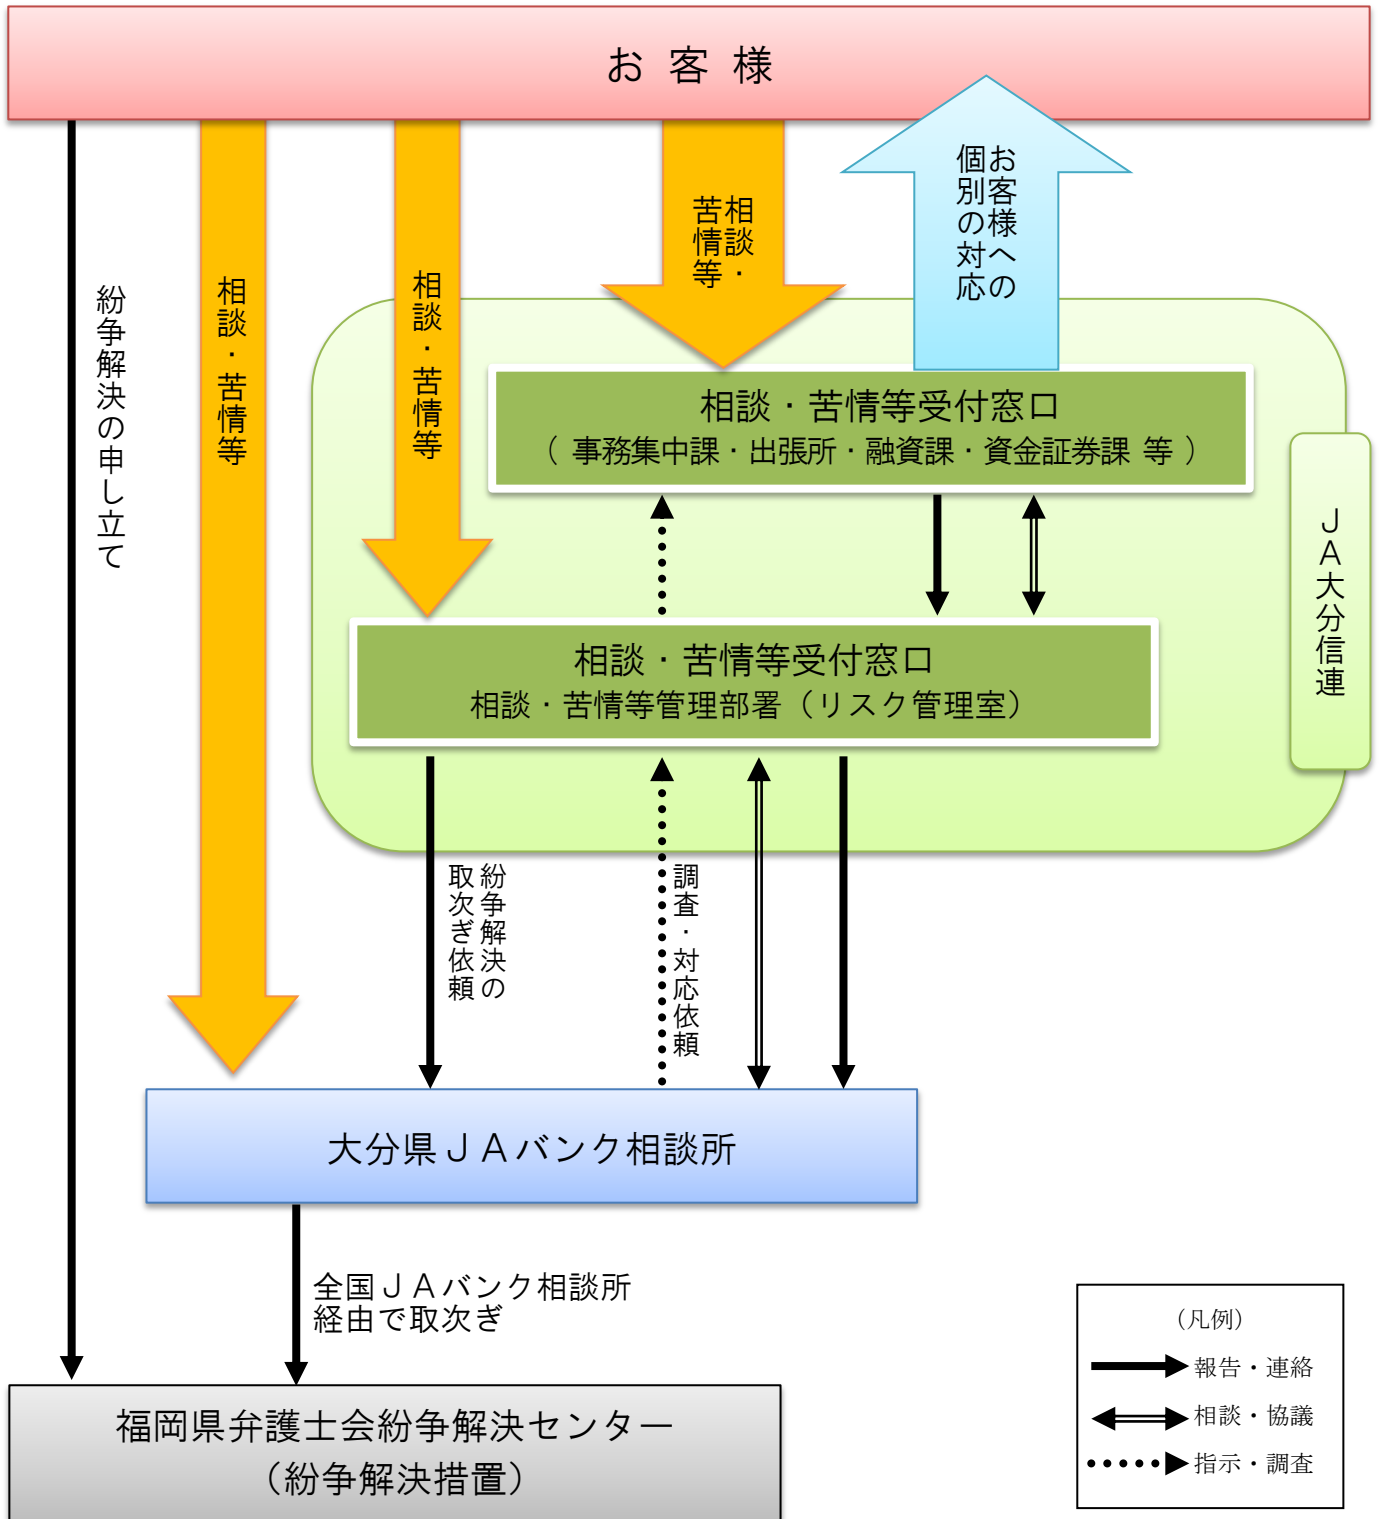 お 客 様
お客様への
個別の対応
相談・
苦情等
相談・苦情等
相談・苦情等
紛争解決の申し立て
相談・苦情等受付窓口
（ 事務集中課・出張所・融資課・資金証券課 等 ）
ＪＡ大分信連
相談・苦情等受付窓口
相談・苦情等管理部署（リスク管理室）
紛争解決の
取次ぎ依頼
調査・対応依頼
大分県ＪＡバンク相談所
全国ＪＡバンク相談所
経由で取次ぎ
福岡県弁護士会紛争解決センター
（紛争解決措置）
（凡例）
報告・連絡
相談・協議
指示・調査